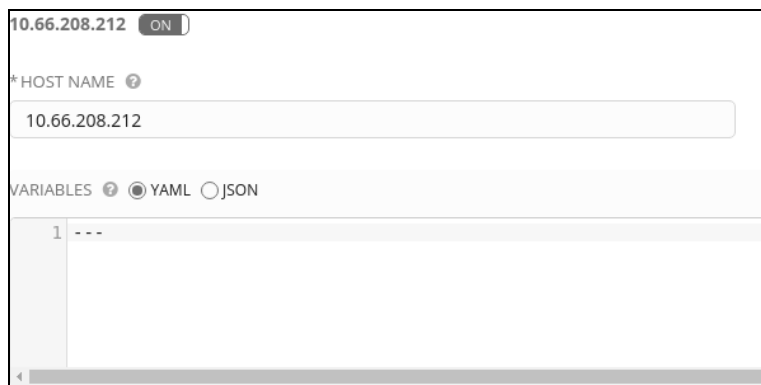 10.66.208.212 ON
* HOST NAME ?
10.66.208.212
VARIABLES ? YAML JSON
1 ---